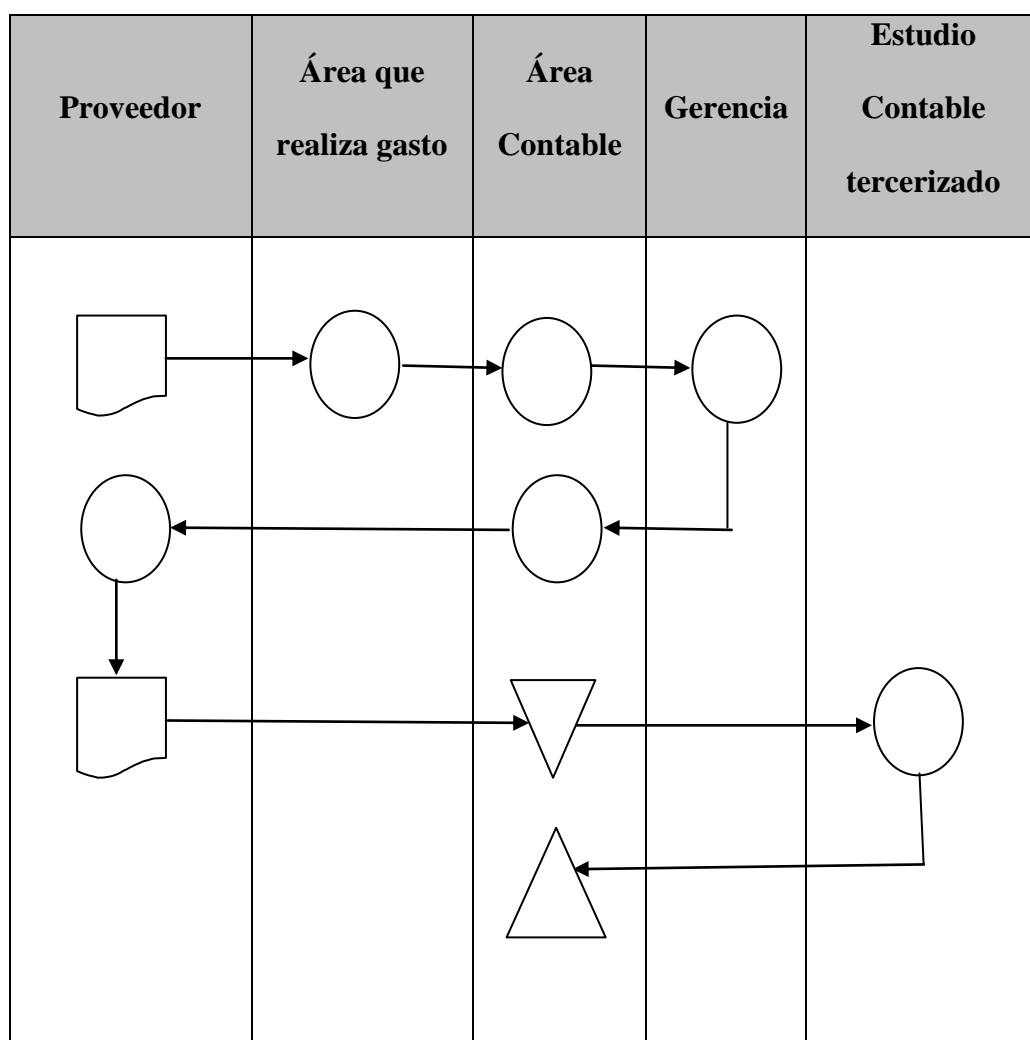 Proveedor
Área que
realiza gasto
Área
Contable
Gerencia
Estudio
Contable
tercerizado